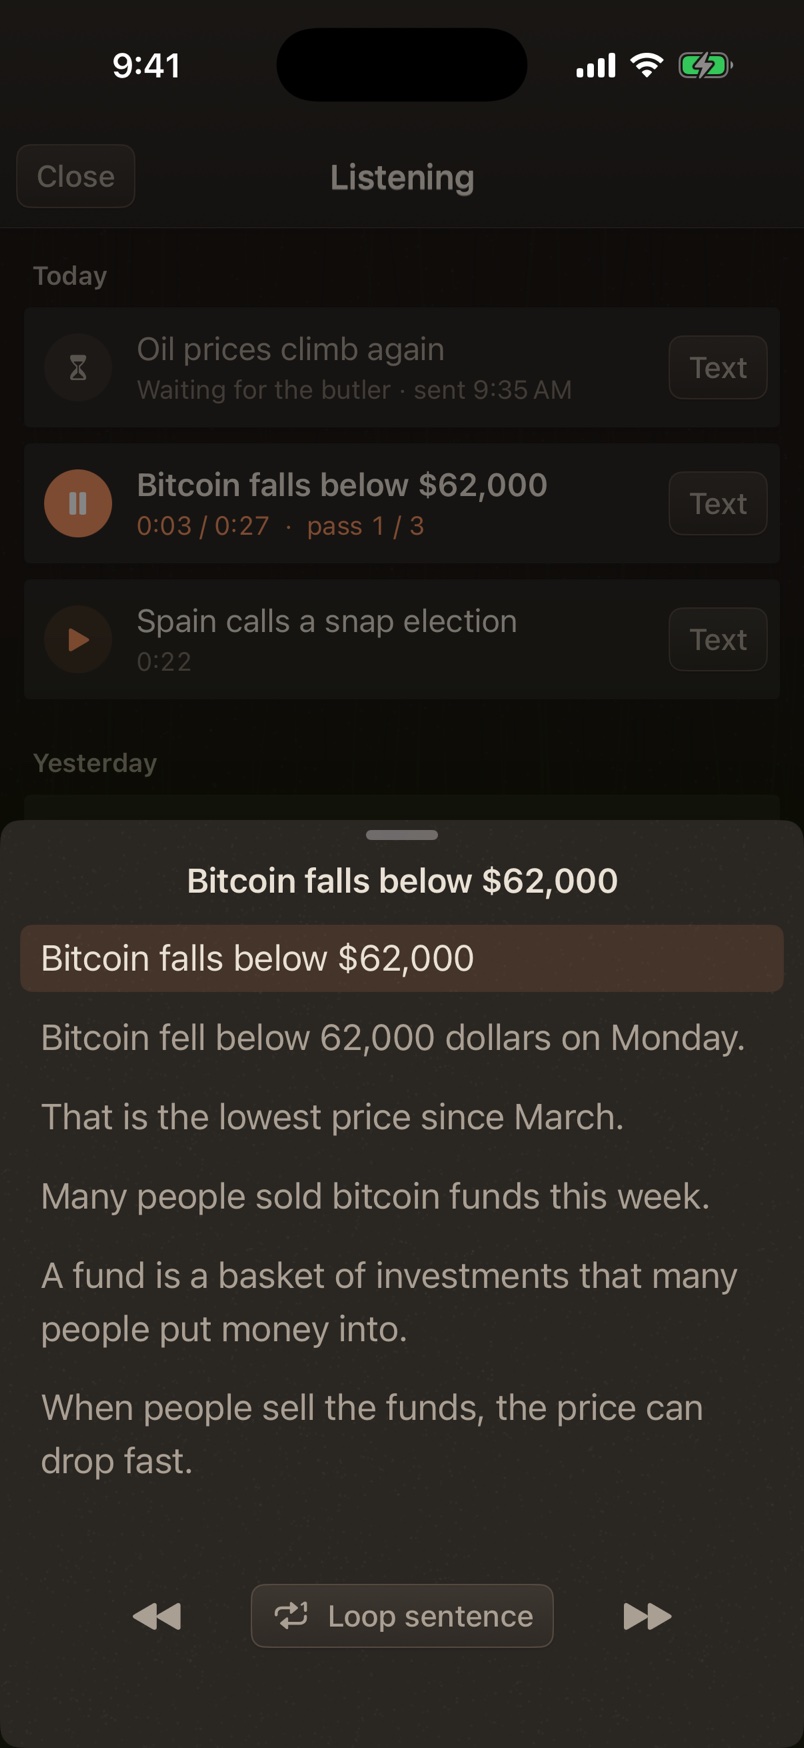 9:41
Close
Listening
Today
Oil prices climb again
Waiting for the butler · sent 9:35 AM
Text
Bitcoin falls below $62,000
0:03 / 0:27 · pass 1 / 3
Text
Spain calls a snap election
0:22
Text
Yesterday
Bitcoin falls below $62,000
Bitcoin falls below $62,000
Bitcoin fell below 62,000 dollars on Monday.
That is the lowest price since March.
Many people sold bitcoin funds this week.
A fund is a basket of investments that many
people put money into.
When people sell the funds, the price can
drop fast.
Loop sentence